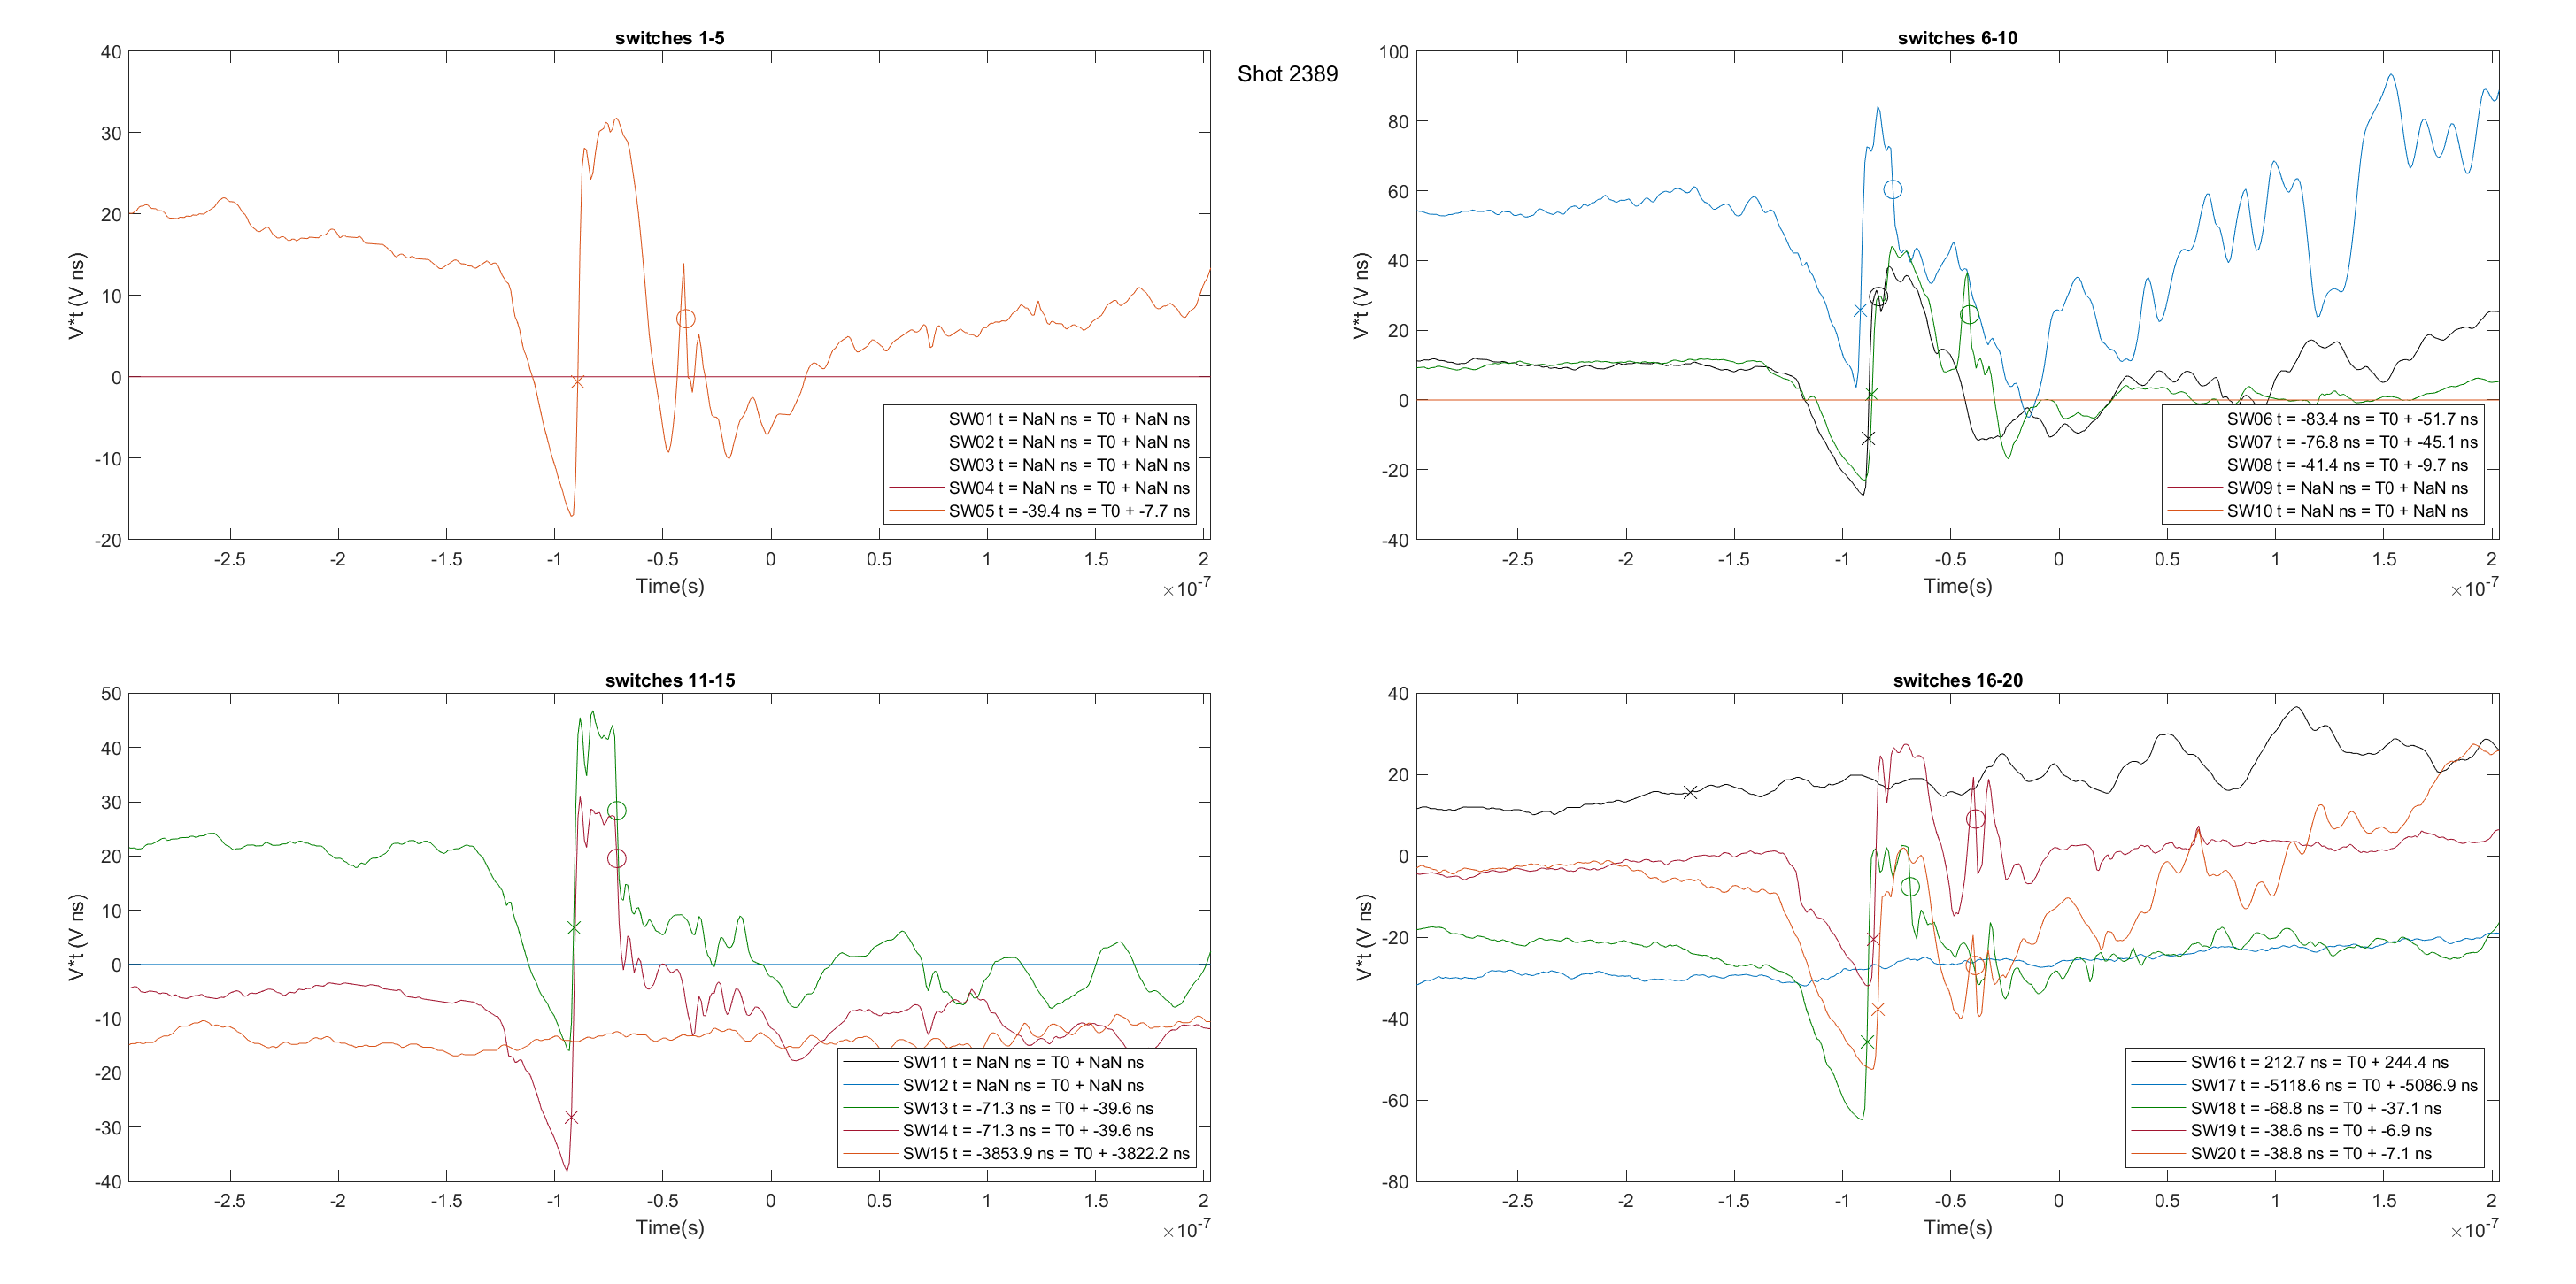 Shot 2389
switches 1-5
40
30
20
10
0
-10
-20
V*t (V ns)
-2.5 -2 -1.5 -1 -0.5 0 0.5 1 1.5 2
Time(s)
×10-7
SW01 t = NaN ns = T0 + NaN ns
SW02 t = NaN ns = T0 + NaN ns
SW03 t = NaN ns = T0 + NaN ns
SW04 t = NaN ns = T0 + NaN ns
SW05 t = -39.4 ns = T0 + -7.7 ns
switches 6-10
100
80
60
40
20
0
-20
-40
V*t (V ns)
-2.5 -2 -1.5 -1 -0.5 0 0.5 1 1.5 2
Time(s)
×10-7
SW06 t = -83.4 ns = T0 + -51.7 ns
SW07 t = -76.8 ns = T0 + -45.1 ns
SW08 t = -41.4 ns = T0 + -9.7 ns
SW09 t = NaN ns = T0 + NaN ns
SW10 t = NaN ns = T0 + NaN ns
switches 11-15
50
40
30
20
10
0
-10
-20
-30
-40
V*t (V ns)
-2.5 -2 -1.5 -1 -0.5 0 0.5 1 1.5 2
Time(s)
×10-7
SW11 t = NaN ns = T0 + NaN ns
SW12 t = NaN ns = T0 + NaN ns
SW13 t = -71.3 ns = T0 + -39.6 ns
SW14 t = -71.3 ns = T0 + -39.6 ns
SW15 t = -3853.9 ns = T0 + -3822.2 ns
switches 16-20
40
20
0
-20
-40
-60
-80
V*t (V ns)
-2.5 -2 -1.5 -1 -0.5 0 0.5 1 1.5 2
Time(s)
×10-7
SW16 t = 212.7 ns = T0 + 244.4 ns
SW17 t = -5118.6 ns = T0 + -5086.9 ns
SW18 t = -68.8 ns = T0 + -37.1 ns
SW19 t = -38.6 ns = T0 + -6.9 ns
SW20 t = -38.8 ns = T0 + -7.1 ns